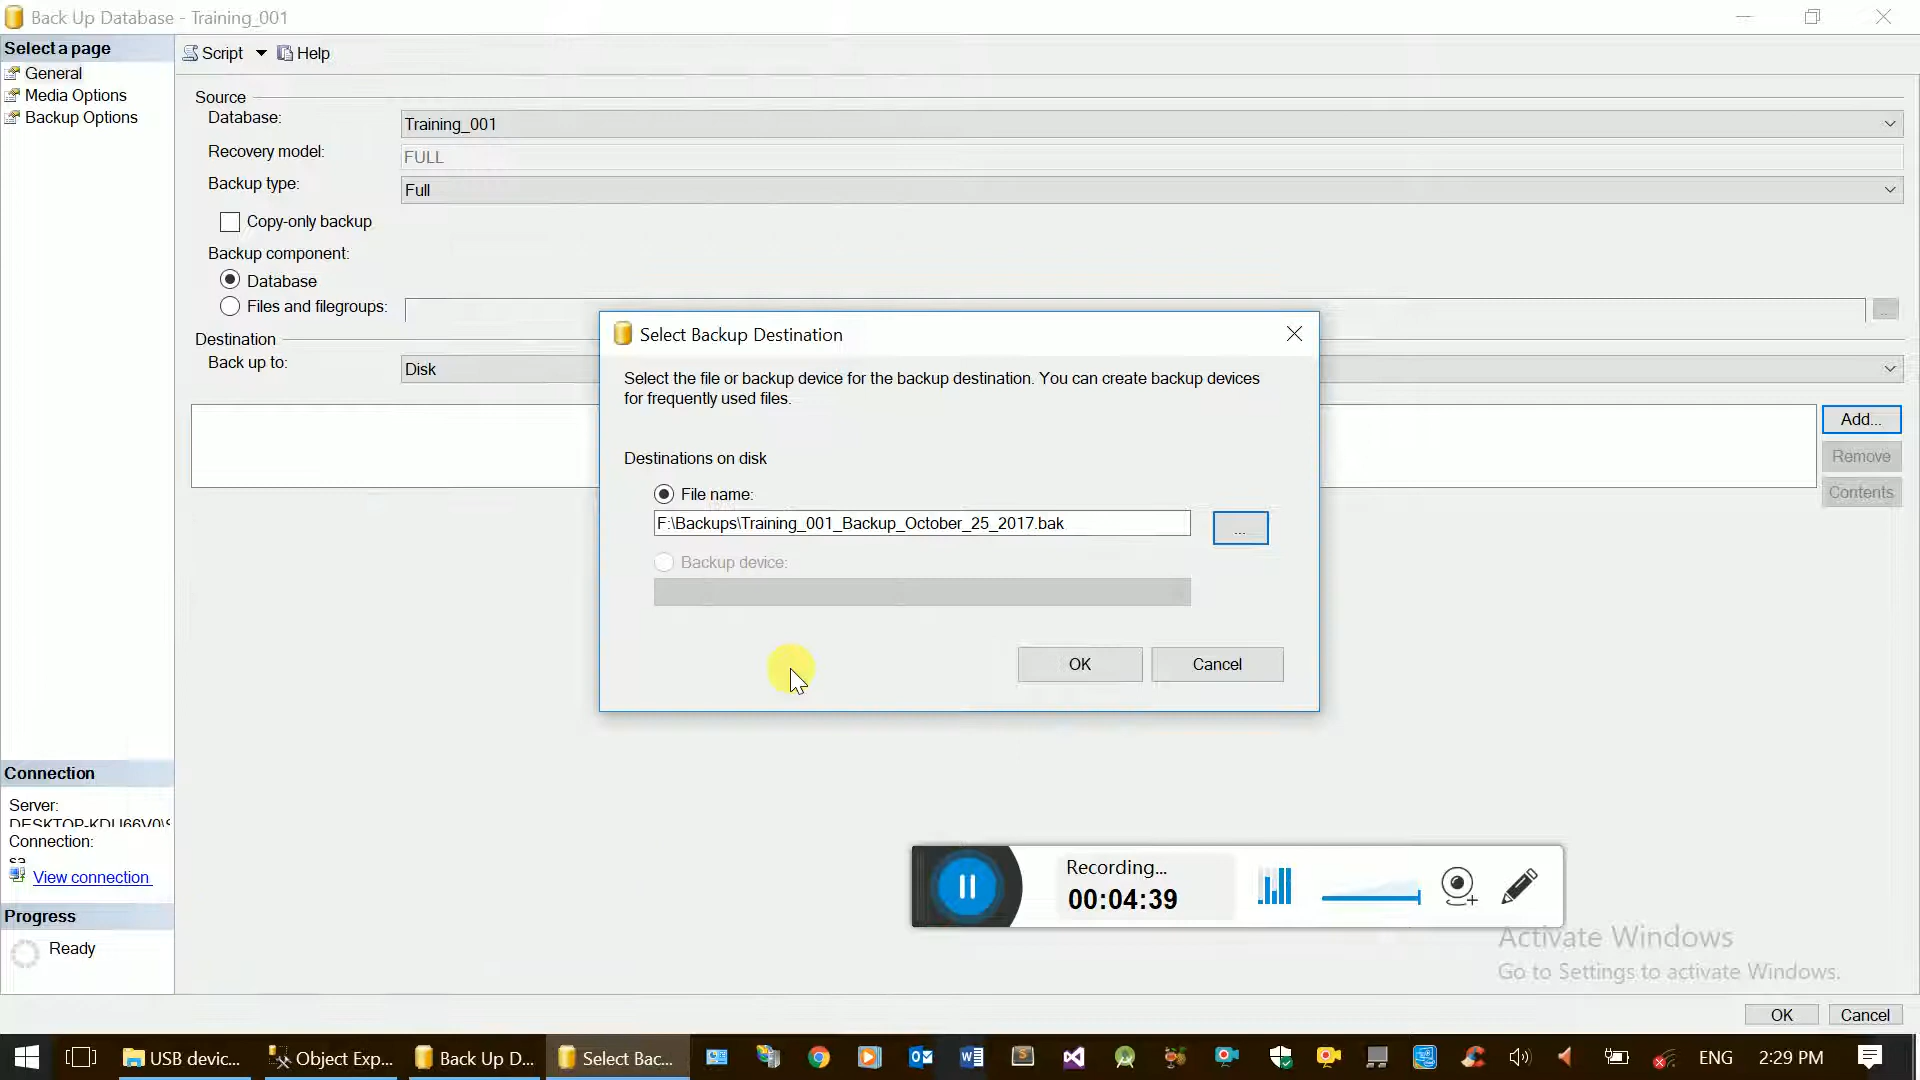 Back Up Database - Training_001
Select a page
General
Media Options
Backup Options
Script
Help
Source
Database:
Training_001
Recovery model:
FULL
Backup type:
Full
Copy-only backup
Backup component:
Database
Files and filegroups:
...
Destination
Back up to:
Disk
Add...
Remove
Contents
Select Backup Destination
Select the file or backup device for the backup destination. You can create backup devices
for frequently used files.
Destinations on disk
File name:
F:\Backups\Training_001_Backup_October_25_2017.bak
...
Backup device:
OK
Cancel
Connection
Server:
Connection:
sa
View connection
Progress
Ready
Recording...
00:04:39
Activate Windows
Go to Settings to activate Windows.
OK
Cancel
USB devic...
Object Exp...
Back Up D...
Select Bac...
ENG
2:29 PM